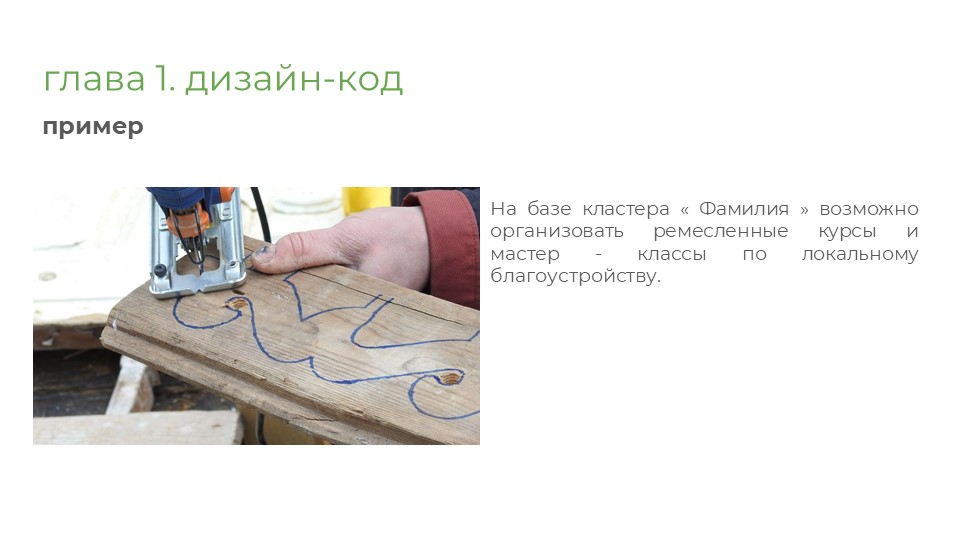 глава 1. дизайн-код
пример
На базе кластера « Фамилия » возможно
организовать ремесленные курсы и
мастер - классы по локальному
благоустройству.